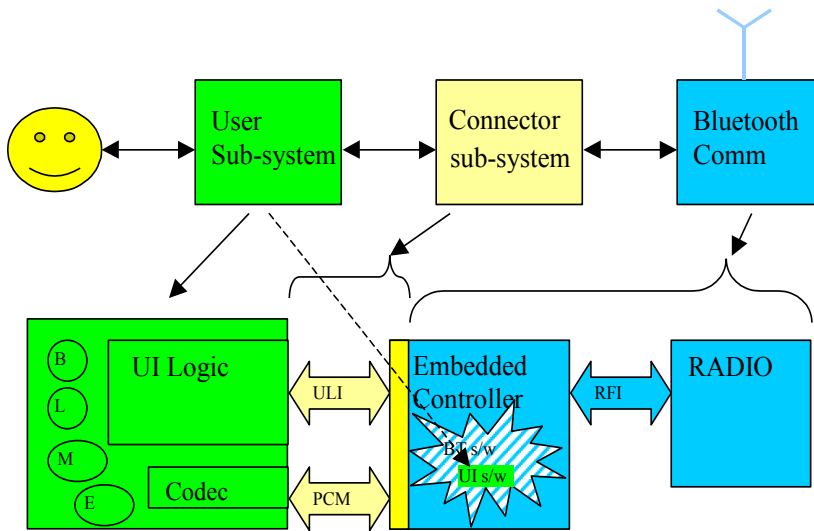 User
Sub-system
Connector
sub-system
Bluetooth
Comm
B
L
M
E
UI Logic
Codec
ULI
PCM
Embedded
Controller
BT s/w
UI s/w
RFI
RADIO